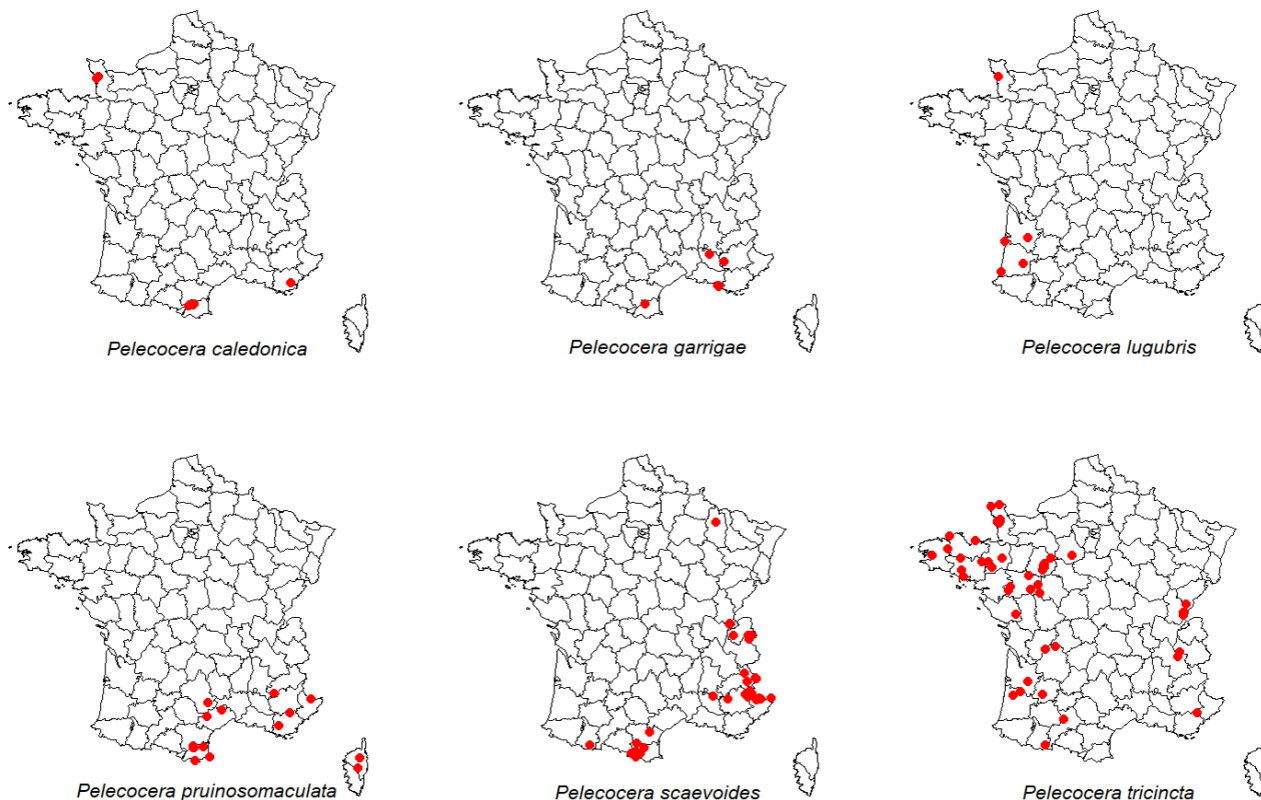 Pelecocera caledonica
Pelecocera garrigae
Pelecocera lugubris
Pelecocera pruinosomaculata
Pelecocera scaevoides
Pelecocera tricincta